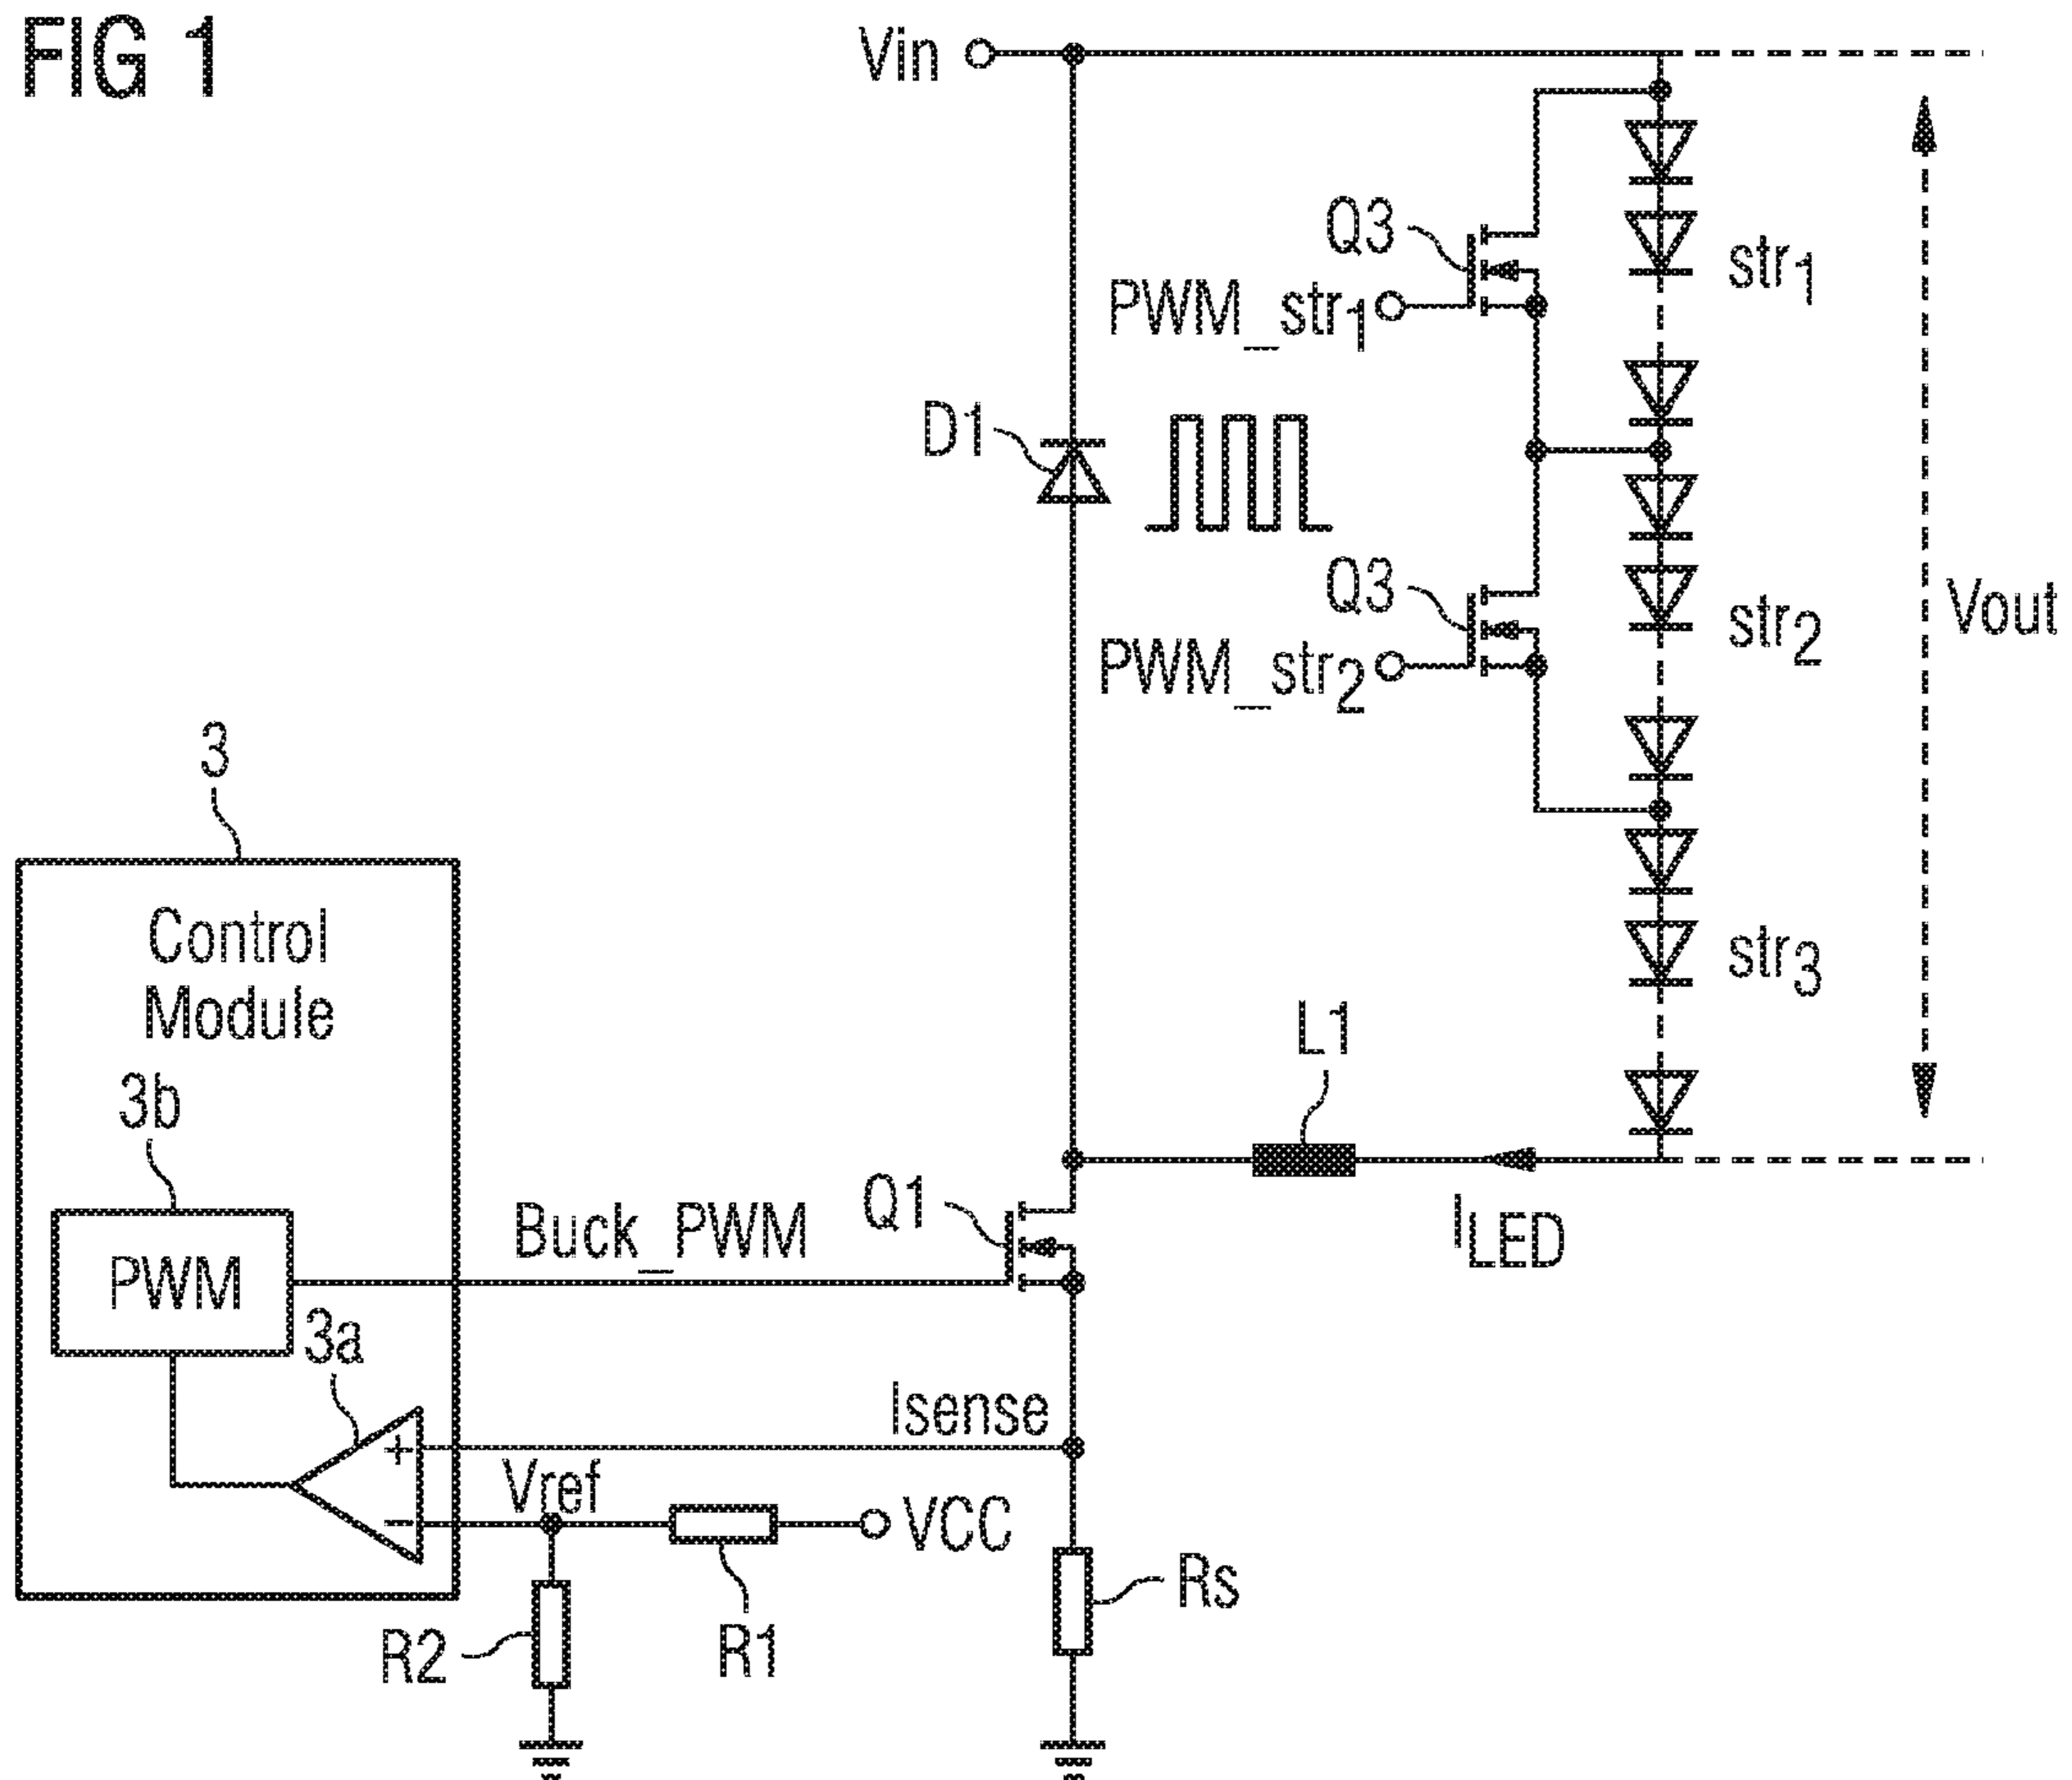 FIG 1
Vin
Q3
str1
PWM_str1
D1
Q3
str2
Vout
PWM_str2
3
Control
Module
str3
L1
3b
Q1
Buck_PWM
ILED
PWM
3a
Isense
+
Vref
−
VCC
Rs
R2
R1